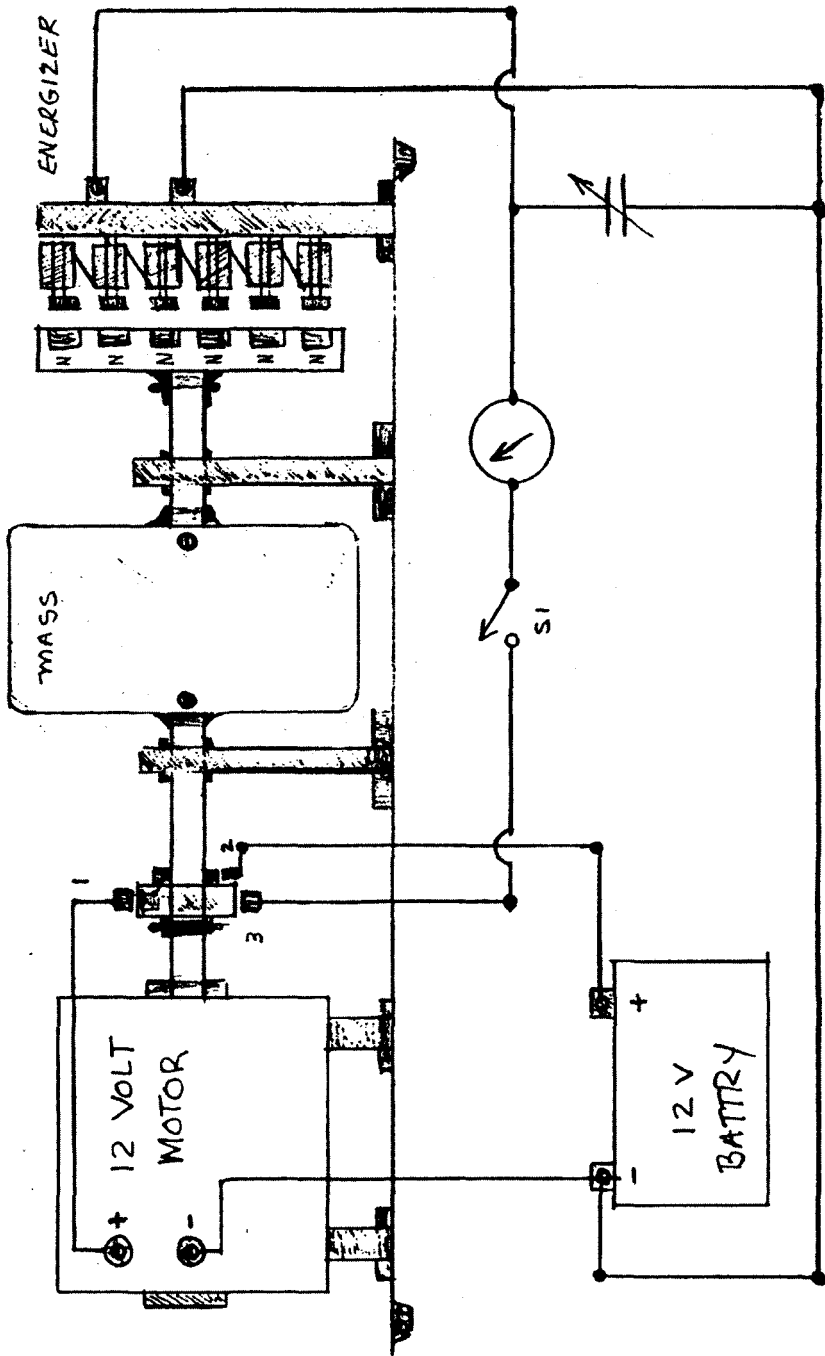 ENERGIZER
N N N N N N
MASS
1
2
3
S1
12 VOLT
MOTOR
+
-
+
-
12 V
BATTRY